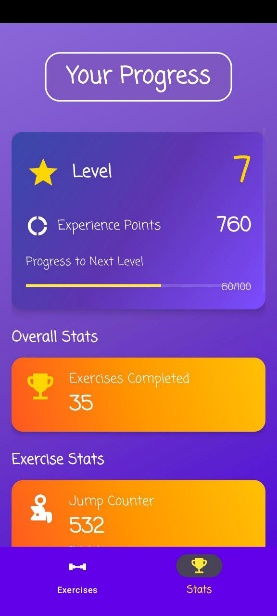 Your Progress
Level 7
Experience Points 760
Progress to Next Level
60/100
Overall Stats
Exercises Completed
35
Exercise Stats
Jump Counter
532
Exercises Stats